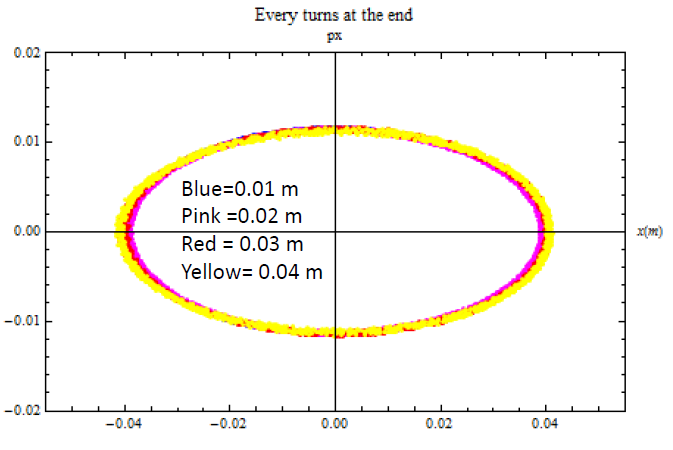 Every turns at the end
px
0.02
0.01
Blue=0.01 m
Pink =0.02 m
0.00
x(m)
Red = 0.03 m
Yellow= 0.04 m
−0.01
−0.02
−0.04 −0.02 0.00 0.02 0.04